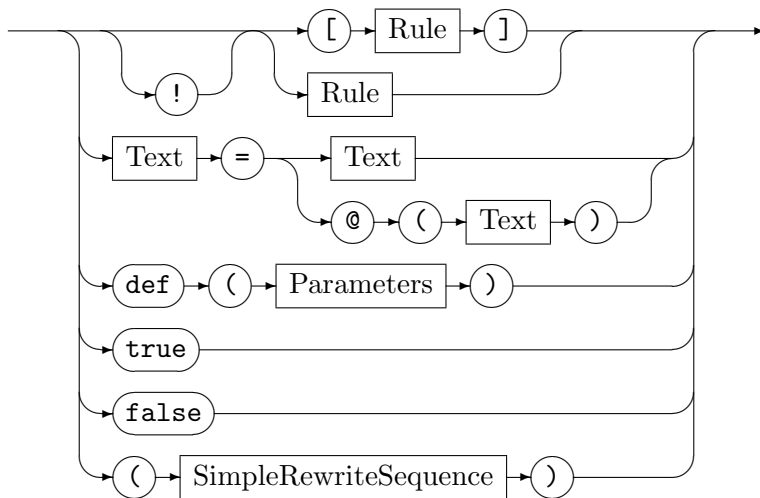 [ Rule ]
! Rule
Text = Text
@ ( Text )
def ( Parameters )
true
false
( SimpleRewriteSequence )